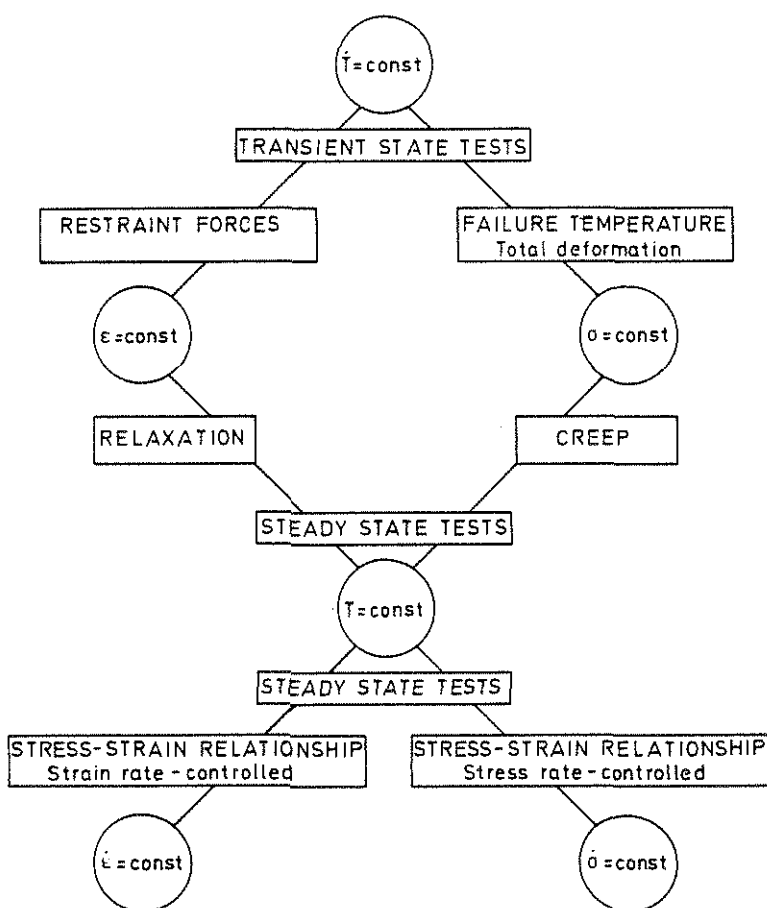 Ṫ=const
TRANSIENT STATE TESTS
RESTRAINT FORCES
FAILURE TEMPERATURE
Total deformation
ε=const
σ=const
RELAXATION
CREEP
STEADY STATE TESTS
T=const
STEADY STATE TESTS
STRESS-STRAIN RELATIONSHIP
Strain rate-controlled
STRESS-STRAIN RELATIONSHIP
Stress rate-controlled
ε̇=const
σ̇=const